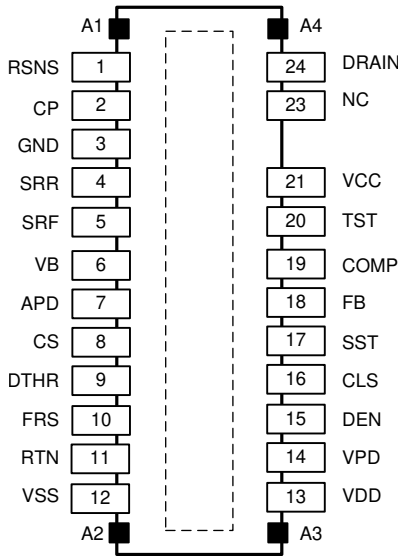 A1 A4
RSNS 1 24 DRAIN
CP 2 23 NC
GND 3
SRR 4 21 VCC
SRF 5 20 TST
VB 6 19 COMP
APD 7 18 FB
CS 8 17 SST
DTHR 9 16 CLS
FRS 10 15 DEN
RTN 11 14 VPD
VSS 12 13 VDD
A2 A3